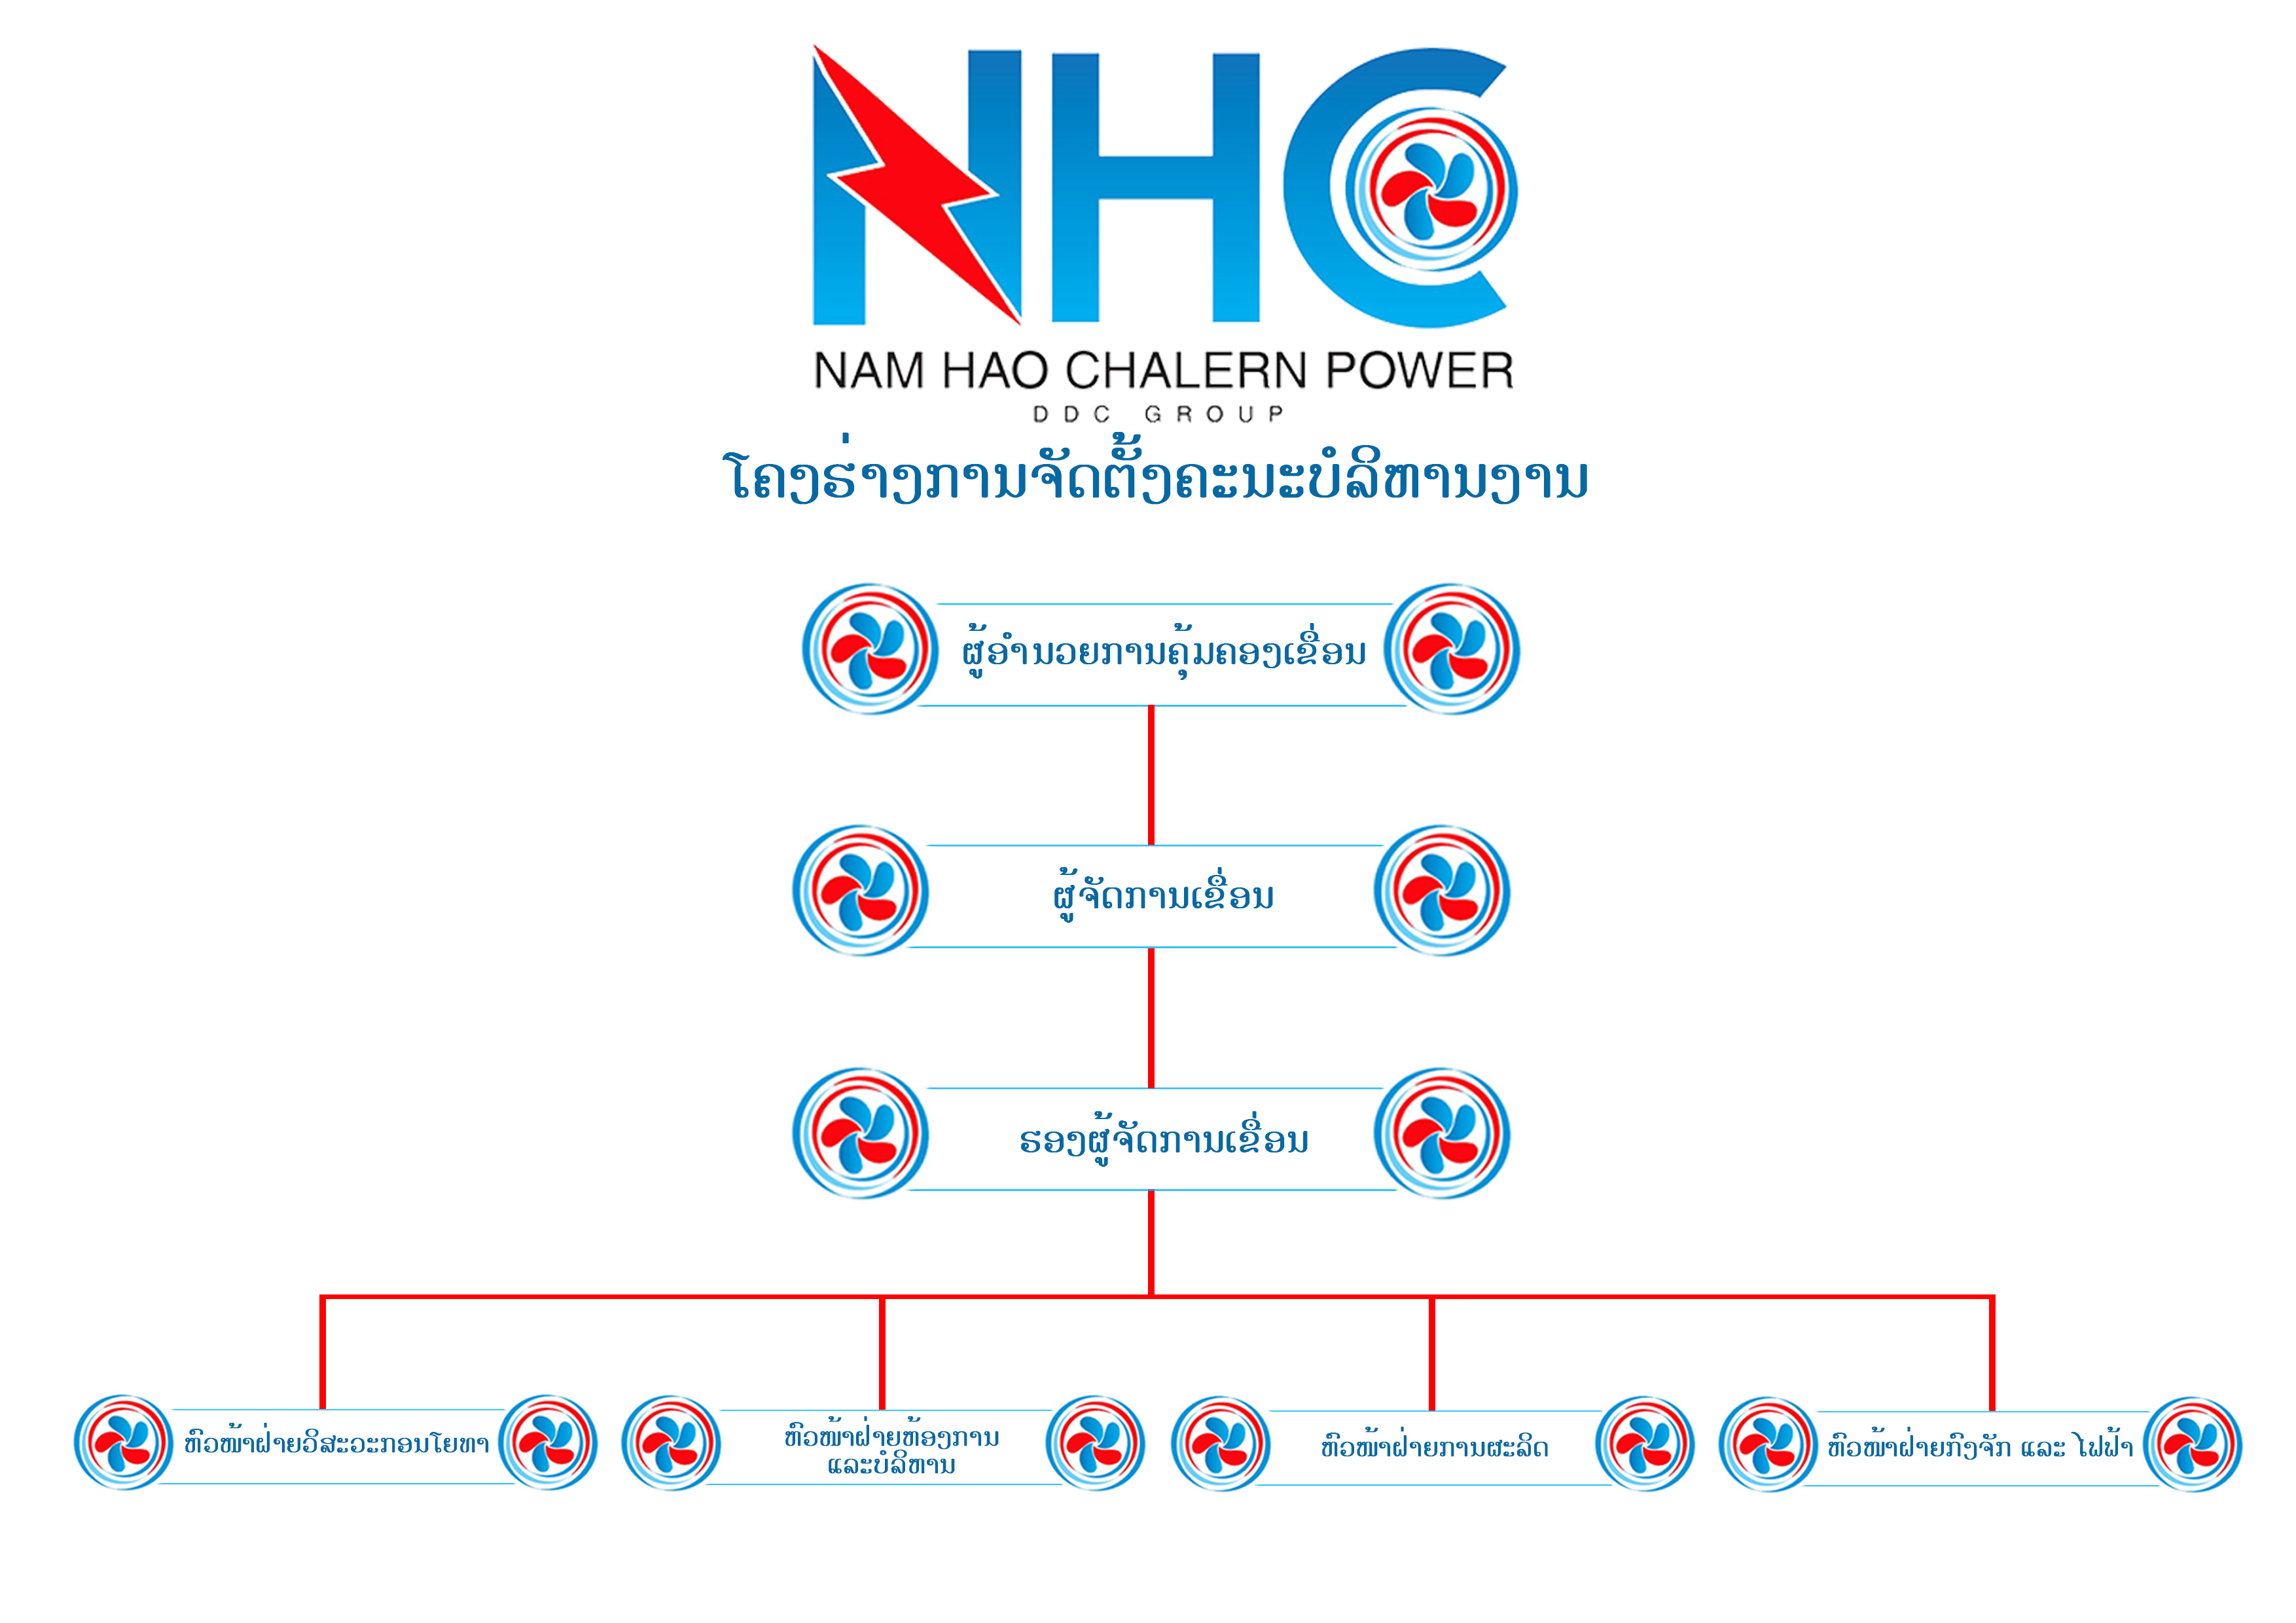 NHC
NAM HAO CHALERN POWER
DDC GROUP
ໂຄງຮ່າງການຈັດຕັ້ງຄະນະບໍລິຫານງານ
ຜູ້ອໍານວຍການຄຸ້ມຄອງເຂື່ອນ
ຜູ້ຈັດການເຂື່ອນ
ຮອງຜູ້ຈັດການເຂື່ອນ
ຫົວໜ້າຝ່າຍວິສະວະກອນໂຍທາ
ຫົວໜ້າຝ່າຍຫ້ອງການ
ແລະບໍລິຫານ
ຫົວໜ້າຝ່າຍການຜະລິດ
ຫົວໜ້າຝ່າຍກົງຈັກ ແລະ ໄຟຟ້າ